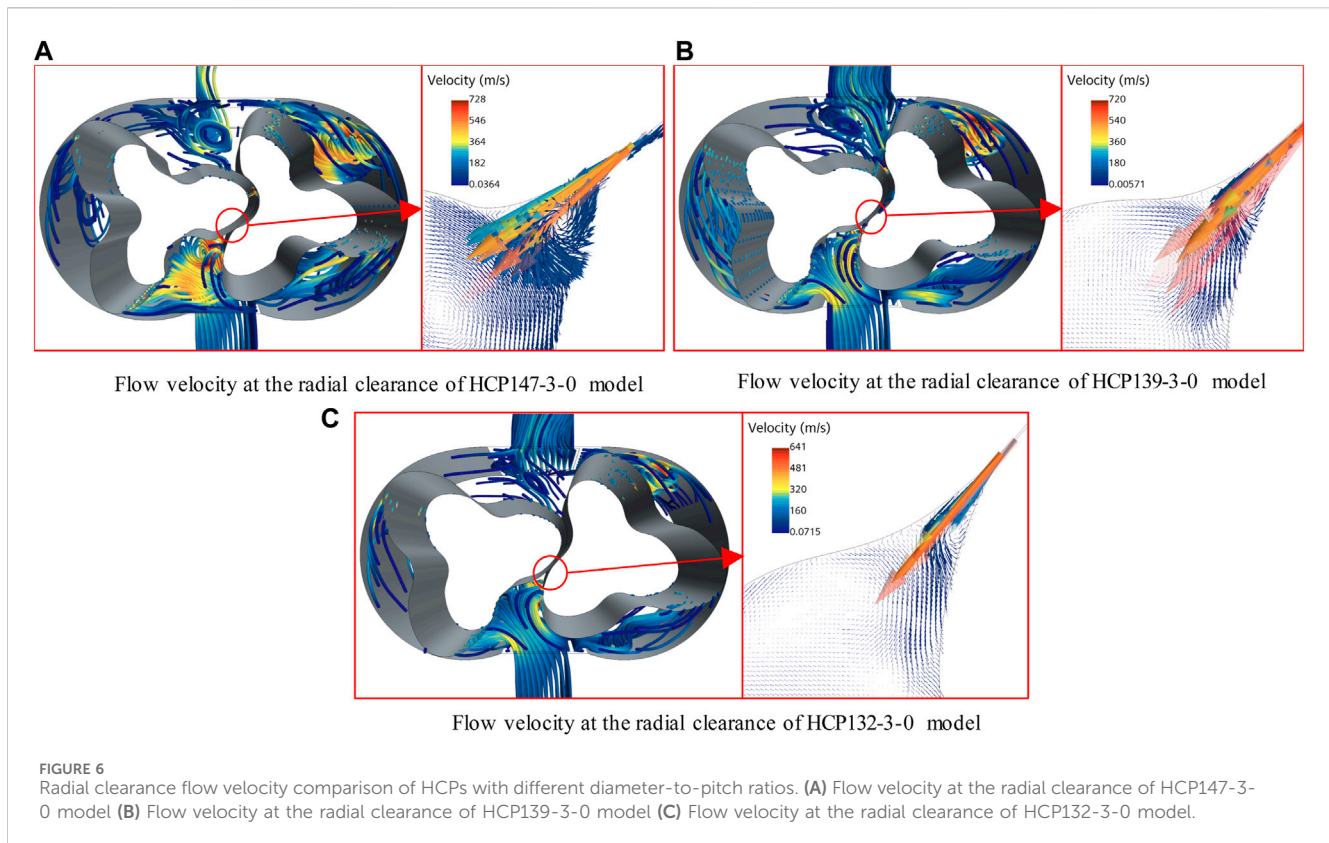 A
Velocity (m/s)
728
546
364
182
0.0364
Flow velocity at the radial clearance of HCP147-3-0 model
B
Velocity (m/s)
720
540
360
180
0.00571
Flow velocity at the radial clearance of HCP139-3-0 model
C
Velocity (m/s)
641
481
320
160
0.0715
Flow velocity at the radial clearance of HCP132-3-0 model
FIGURE 6
Radial clearance flow velocity comparison of HCPs with different diameter-to-pitch ratios. (A) Flow velocity at the radial clearance of HCP147-3-
0 model (B) Flow velocity at the radial clearance of HCP139-3-0 model (C) Flow velocity at the radial clearance of HCP132-3-0 model.